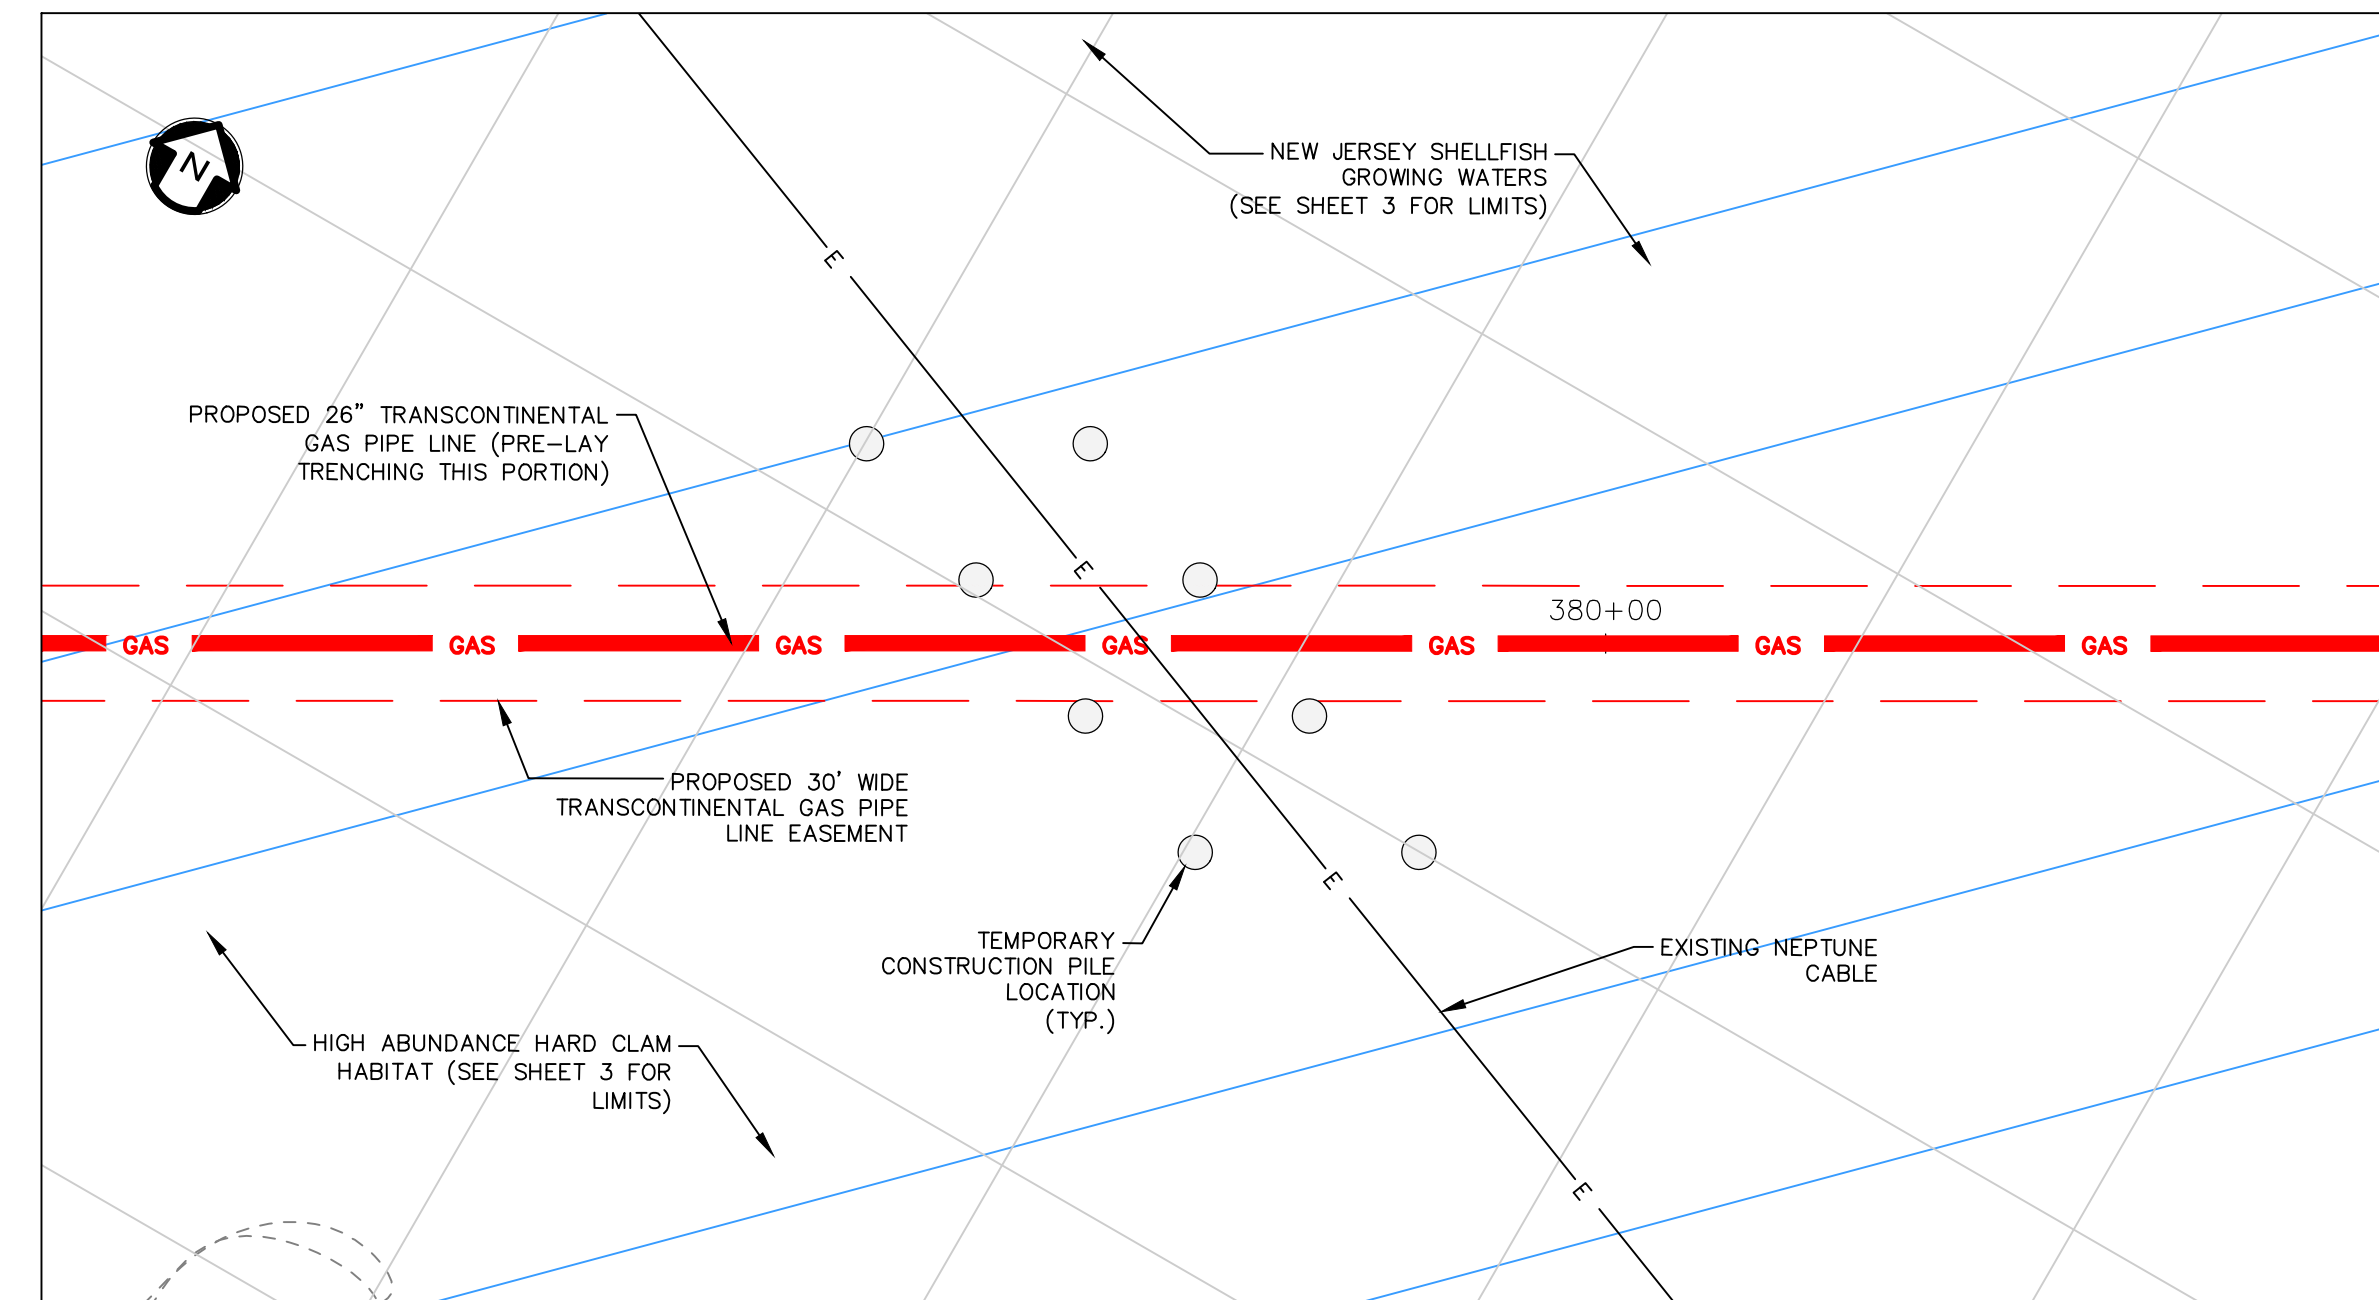 N
NEW JERSEY SHELLFISH
GROWING WATERS
(SEE SHEET 3 FOR LIMITS)
E
PROPOSED 26" TRANSCONTINENTAL
GAS PIPE LINE (PRE-LAY
TRENCHING THIS PORTION)
E
380+00
GAS GAS GAS GAS GAS GAS GAS
PROPOSED 30' WIDE
TRANSCONTINENTAL GAS PIPE
LINE EASEMENT
E
TEMPORARY
CONSTRUCTION PILE
LOCATION
(TYP.)
EXISTING NEPTUNE
CABLE
HIGH ABUNDANCE HARD CLAM
HABITAT (SEE SHEET 3 FOR
LIMITS)
E